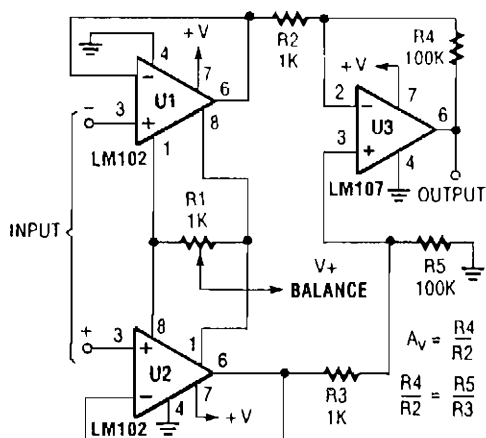 R2
1K
R4
100K
4
+V
7
−
U1
6
+V
7
−
3
+
8
2
−
U3
6
3
+
LM102
1
4
LM107
OUTPUT
INPUT
R1
1K
V+
BALANCE
R5
100K
+
3
8
+
1
6
U2
7
+V
−
4
LM102
R3
1K
AV = R4
R2
R4 = R5
R2 R3